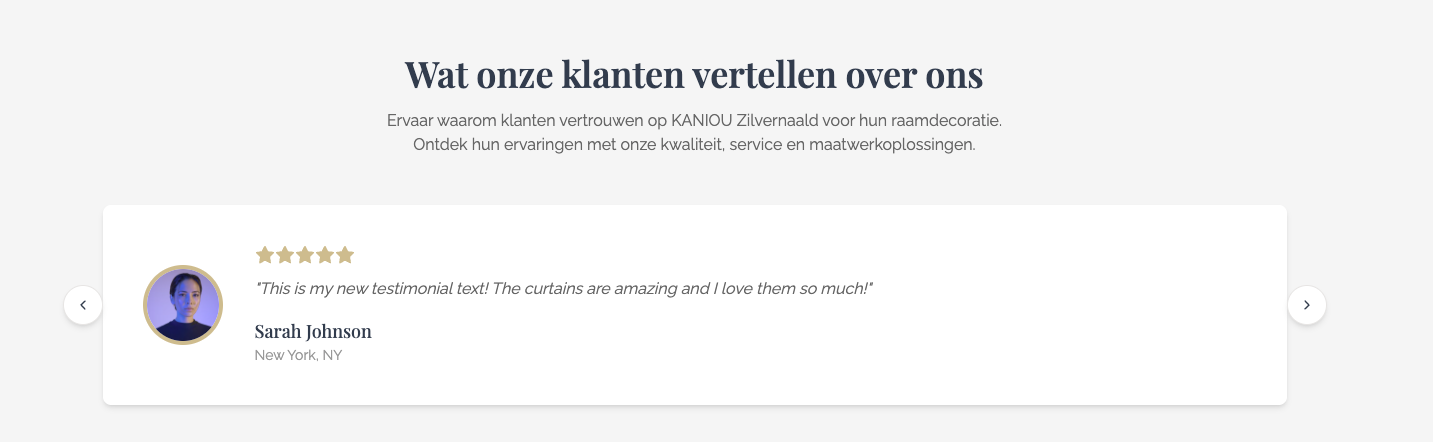 Wat onze klanten vertellen over ons
Ervaar waarom klanten vertrouwen op KANIOU Zilvernaald voor hun raamdecoratie.
Ontdek hun ervaringen met onze kwaliteit, service en maatwerkoplossingen.
"This is my new testimonial text! The curtains are amazing and I love them so much!"
Sarah Johnson
New York, NY